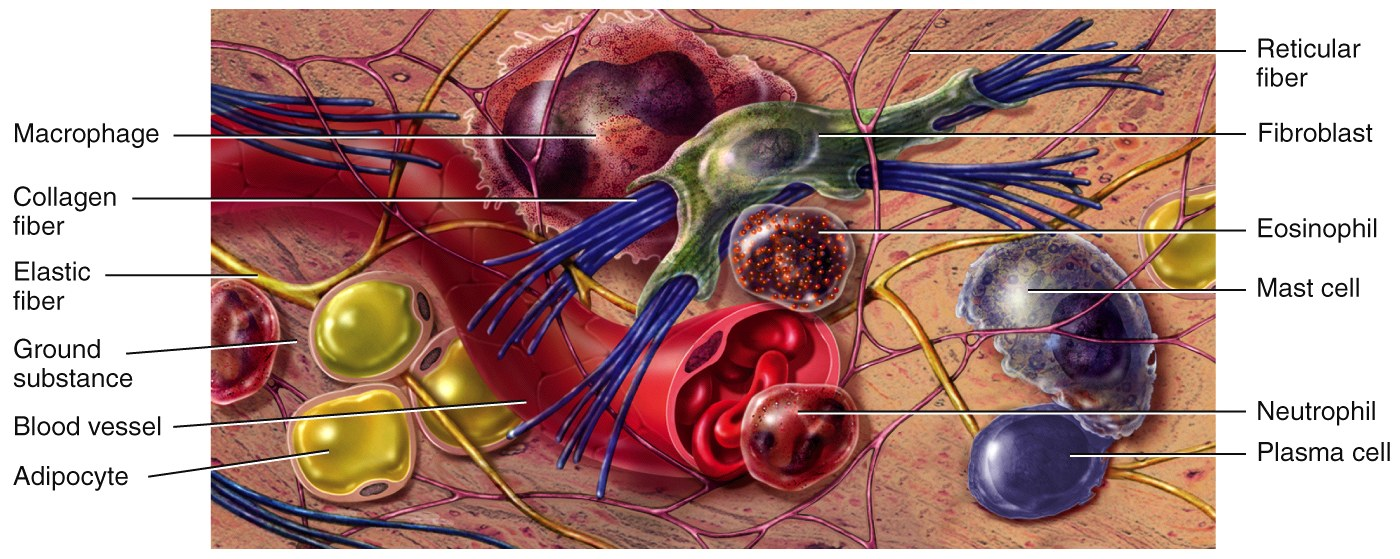 Macrophage
Collagen
fiber
Elastic
fiber
Ground
substance
Blood vessel
Adipocyte
Reticular
fiber
Fibroblast
Eosinophil
Mast cell
Neutrophil
Plasma cell